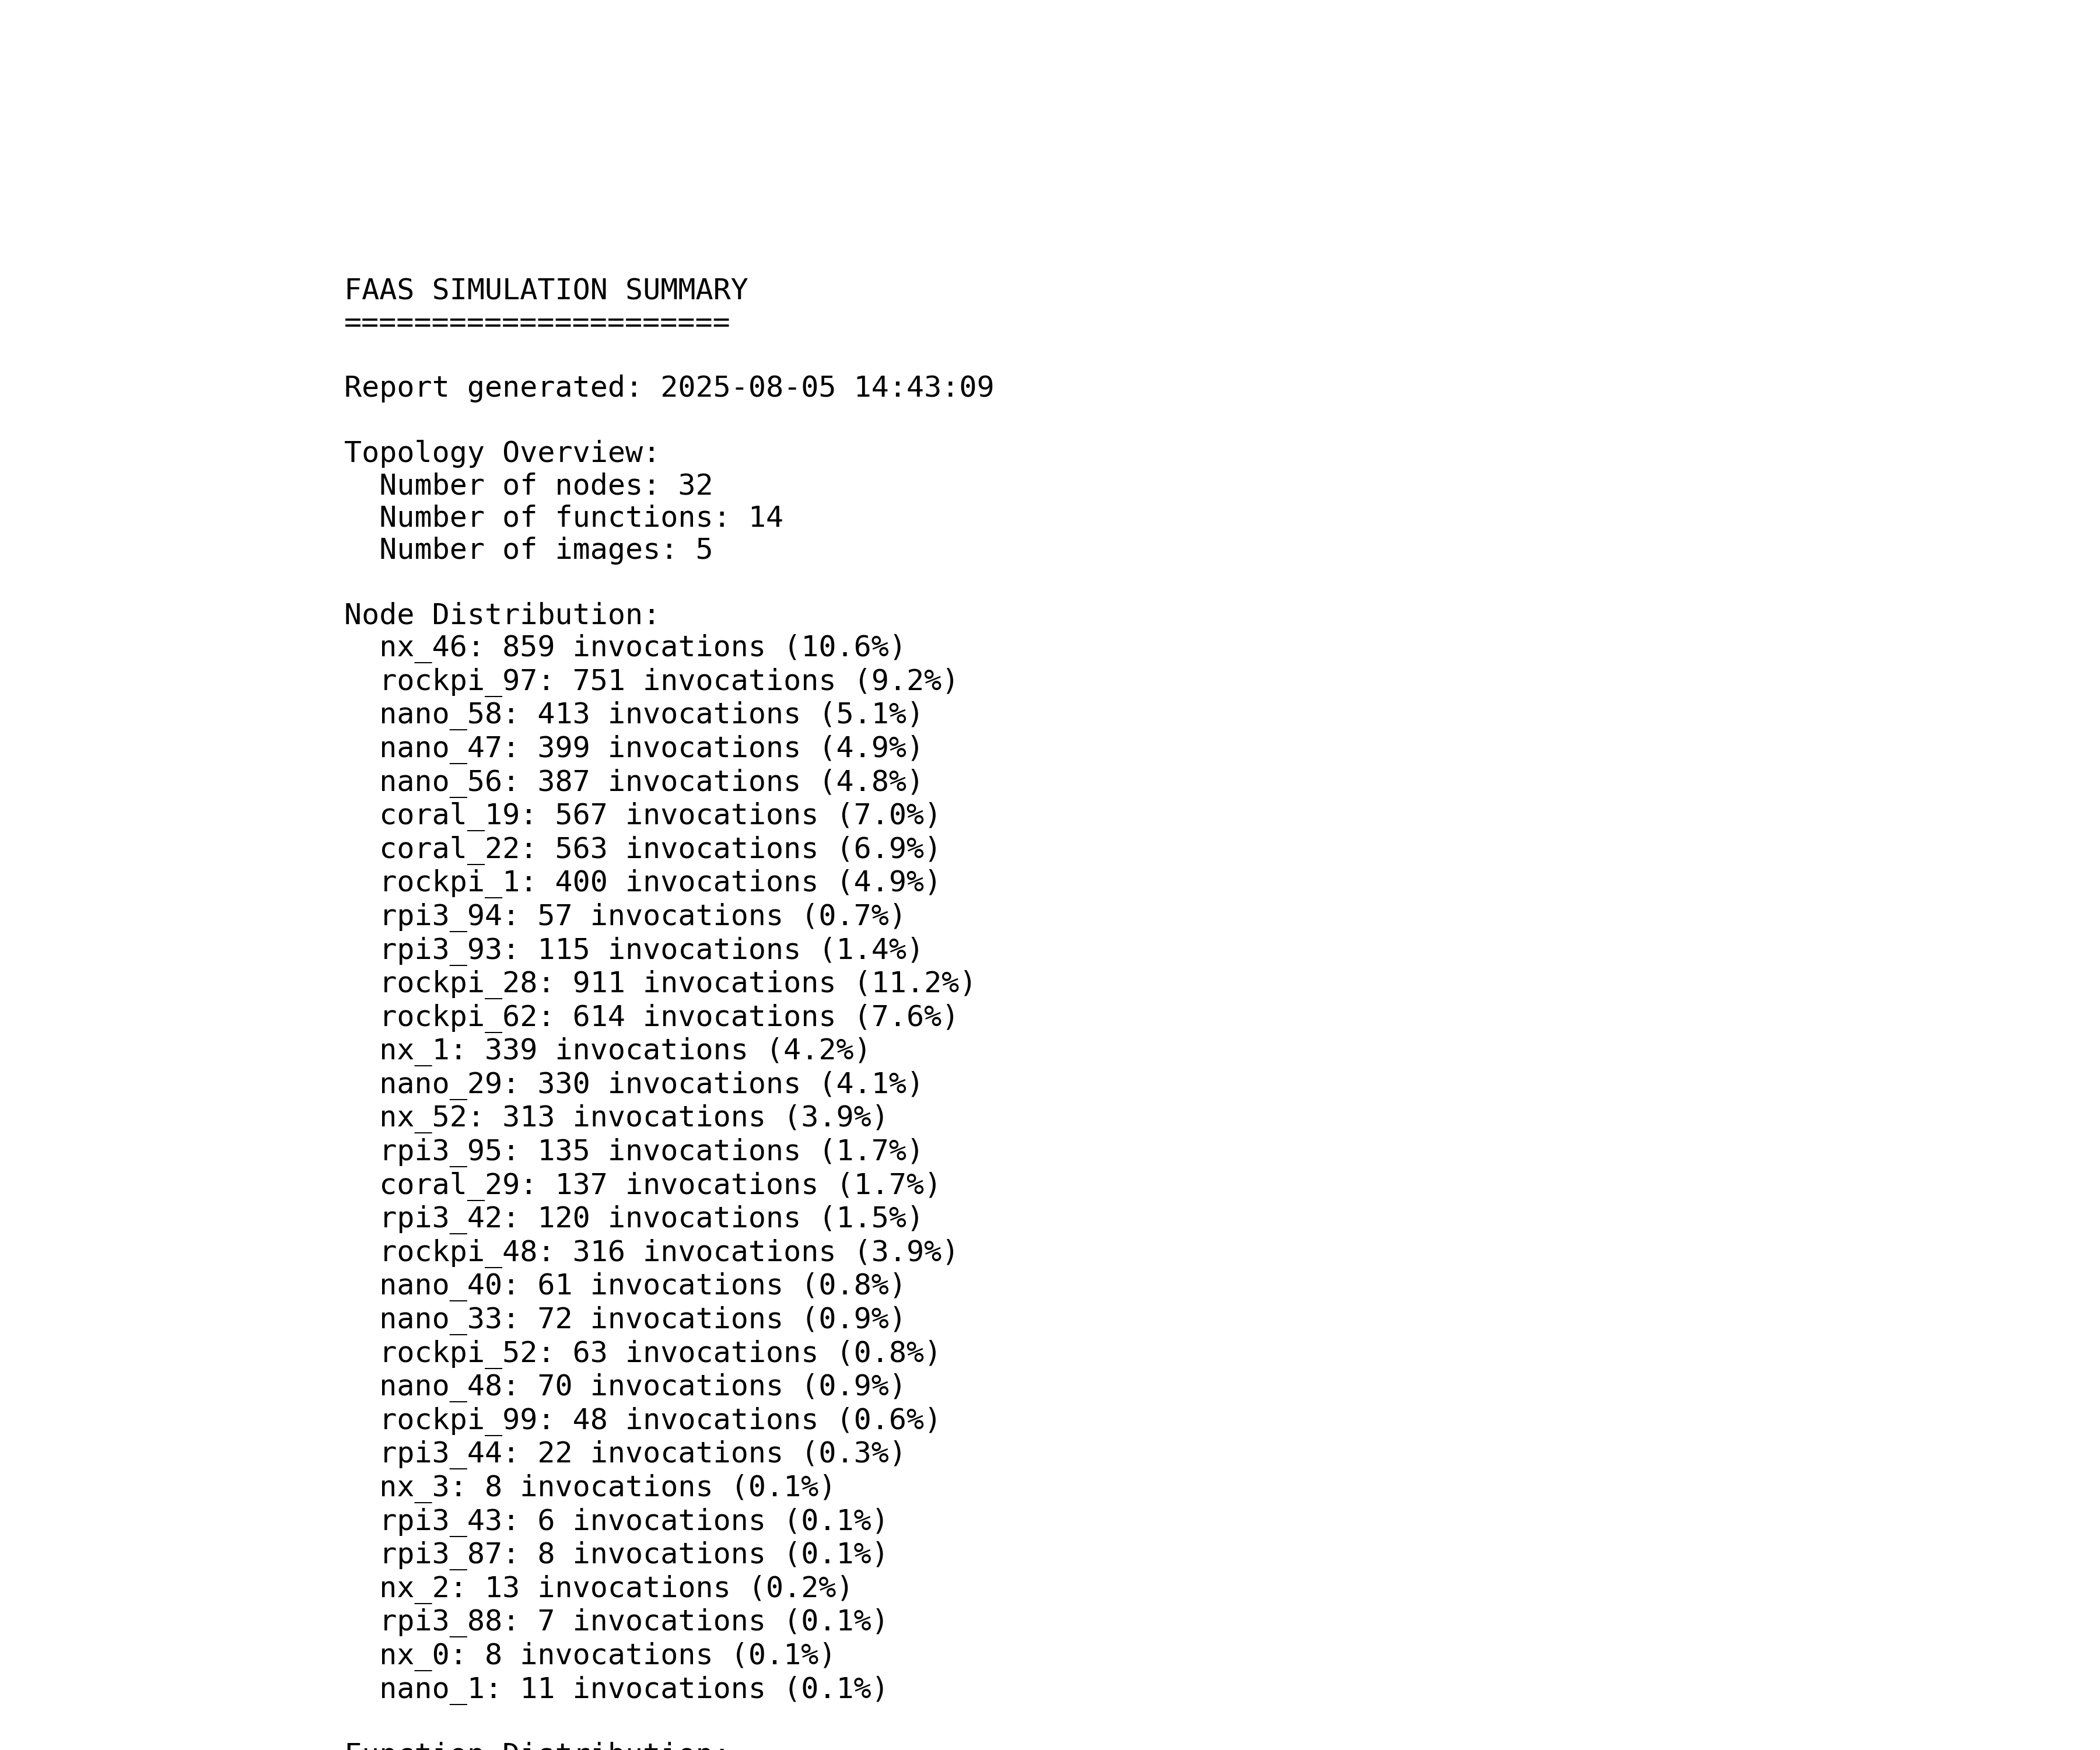 FAAS SIMULATION SUMMARY
======================
Report generated: 2025-08-05 14:43:09
Topology Overview:
Number of nodes: 32
Number of functions: 14
Number of images: 5
Node Distribution:
nx_46: 859 invocations (10.6%)
rockpi_97: 751 invocations (9.2%)
nano_58: 413 invocations (5.1%)
nano_47: 399 invocations (4.9%)
nano_56: 387 invocations (4.8%)
coral_19: 567 invocations (7.0%)
coral_22: 563 invocations (6.9%)
rockpi_1: 400 invocations (4.9%)
rpi3_94: 57 invocations (0.7%)
rpi3_93: 115 invocations (1.4%)
rockpi_28: 911 invocations (11.2%)
rockpi_62: 614 invocations (7.6%)
nx_1: 339 invocations (4.2%)
nano_29: 330 invocations (4.1%)
nx_52: 313 invocations (3.9%)
rpi3_95: 135 invocations (1.7%)
coral_29: 137 invocations (1.7%)
rpi3_42: 120 invocations (1.5%)
rockpi_48: 316 invocations (3.9%)
nano_40: 61 invocations (0.8%)
nano_33: 72 invocations (0.9%)
rockpi_52: 63 invocations (0.8%)
nano_48: 70 invocations (0.9%)
rockpi_99: 48 invocations (0.6%)
rpi3_44: 22 invocations (0.3%)
nx_3: 8 invocations (0.1%)
rpi3_43: 6 invocations (0.1%)
rpi3_87: 8 invocations (0.1%)
nx_2: 13 invocations (0.2%)
rpi3_88: 7 invocations (0.1%)
nx_0: 8 invocations (0.1%)
nano_1: 11 invocations (0.1%)
Function Distribution: